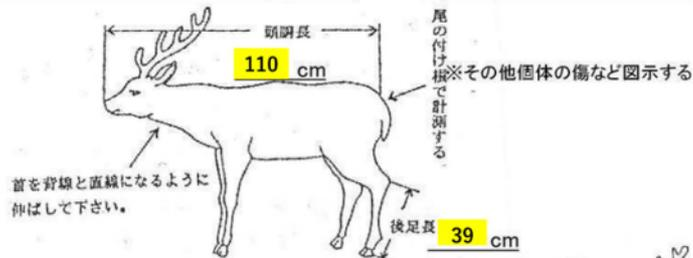 頭胴長
110 cm
尾の付け根で計測する
※その他個体の傷など図示する
首を背線と直線になるように
伸ばして下さい。
後足長 39 cm